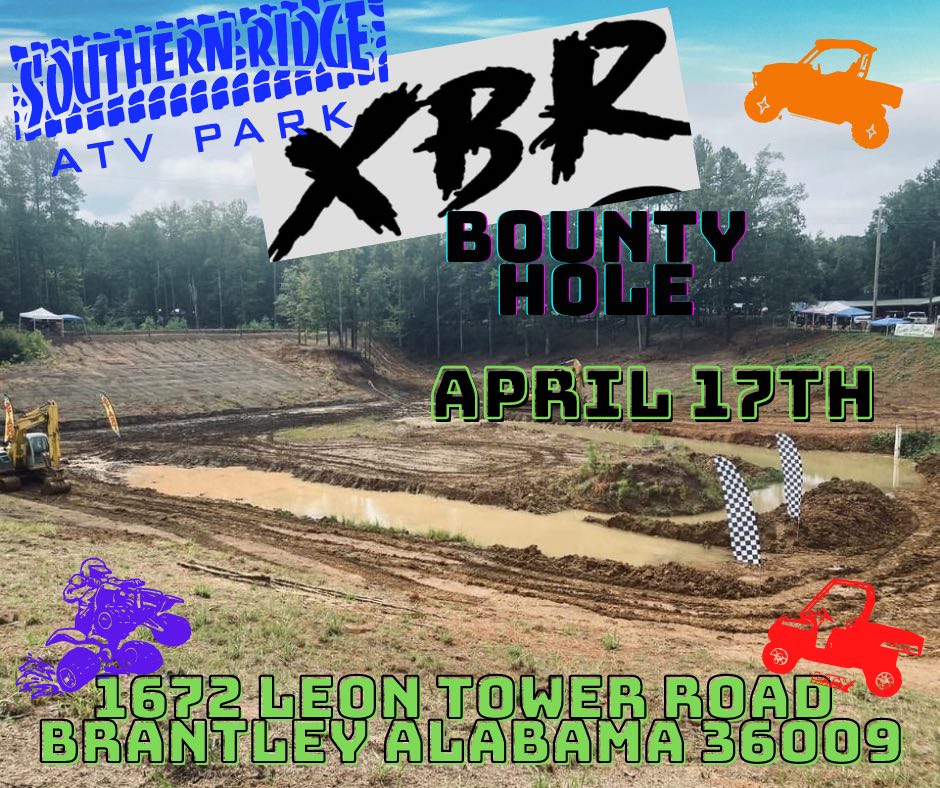 SOUTHERN RIDGE
ATV PARK
XBR
BOUNTY
HOLE
APRIL 17TH
1672 LEON TOWER ROAD
BRANTLEY ALABAMA 36009